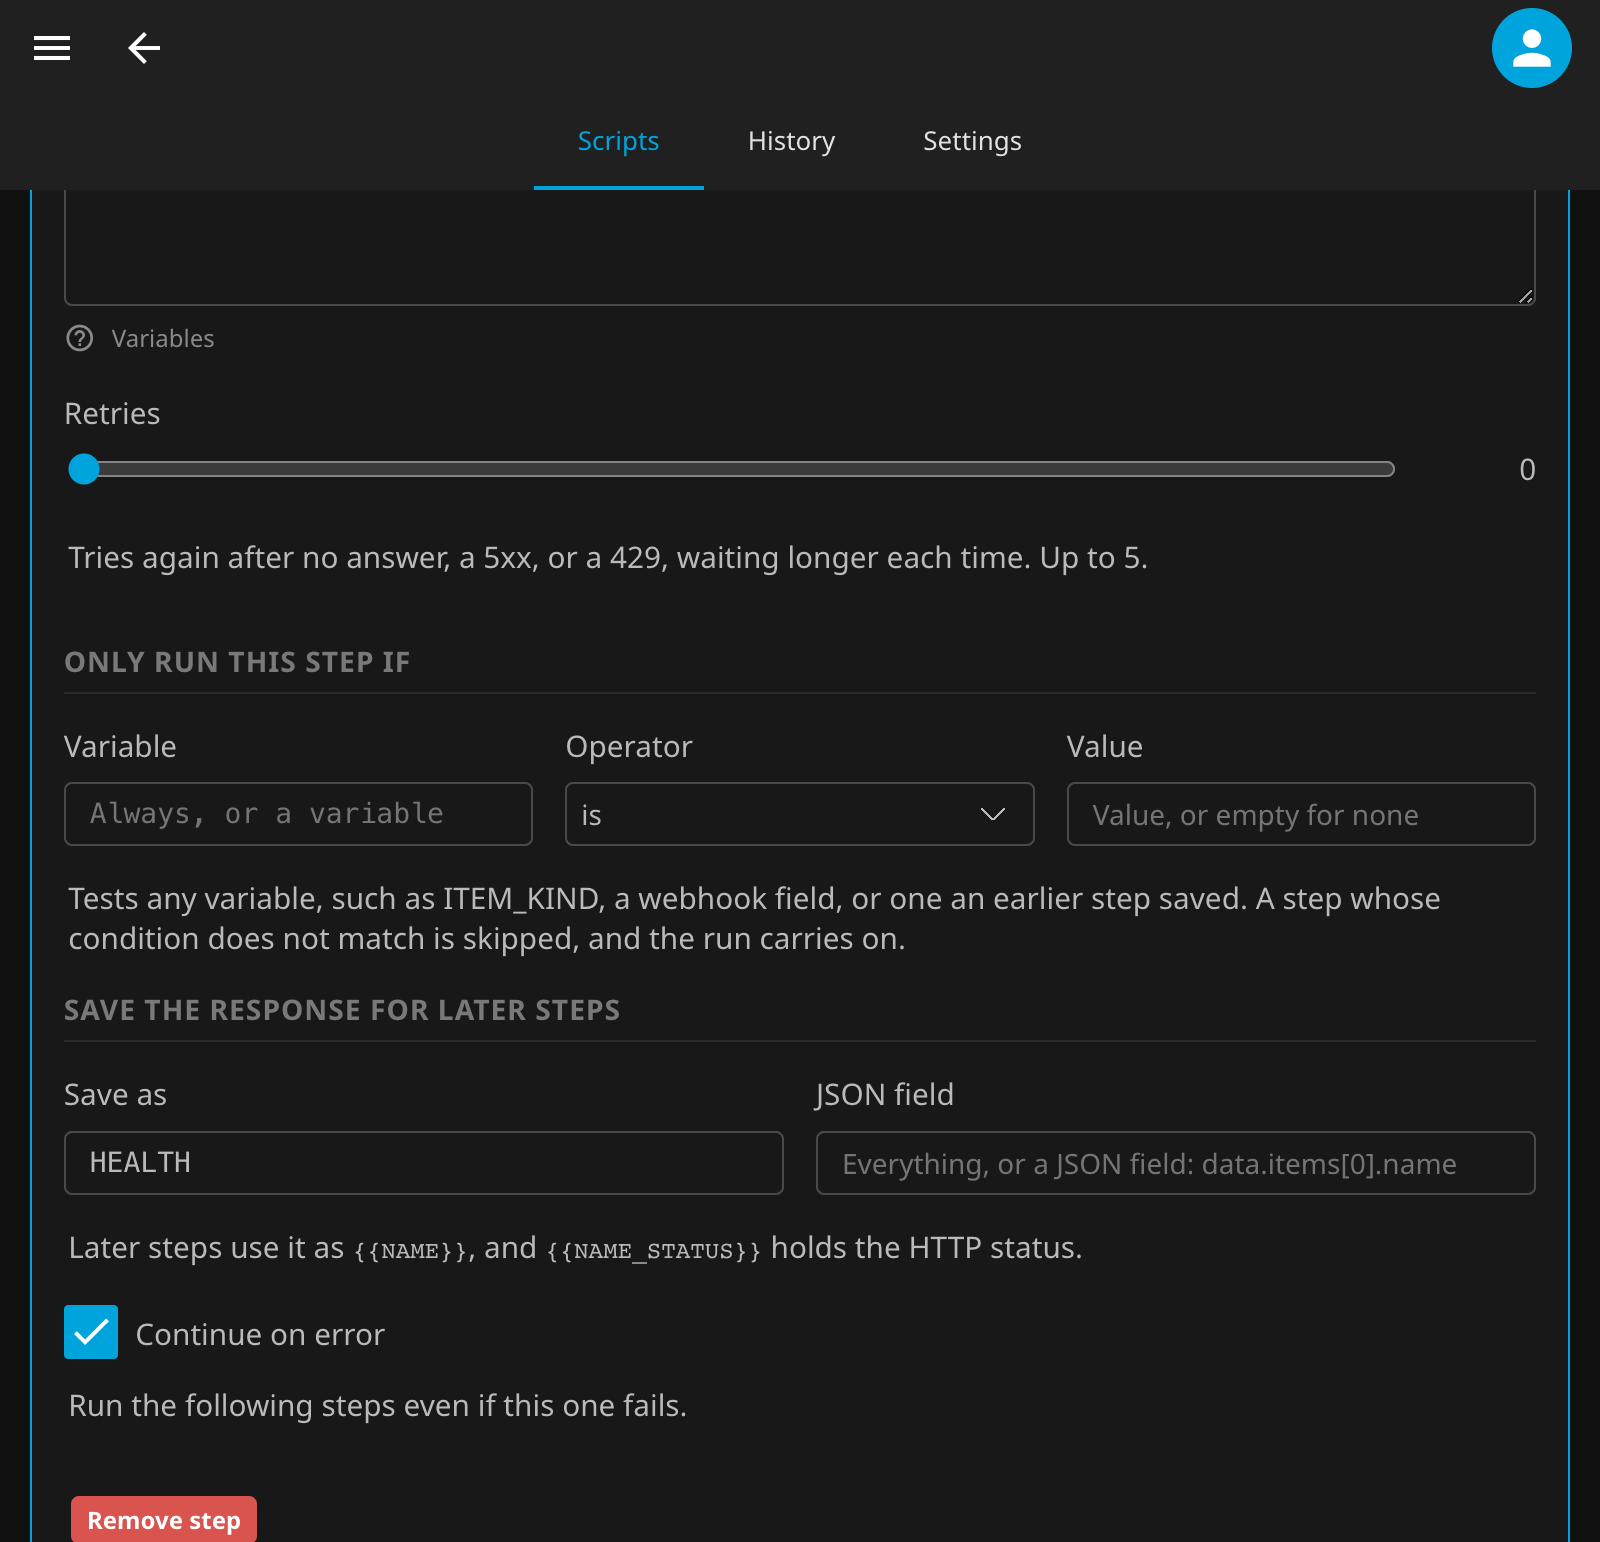 Scripts
History
Settings
Variables
Retries
0
Tries again after no answer, a 5xx, or a 429, waiting longer each time. Up to 5.
ONLY RUN THIS STEP IF
Variable
Operator
Value
Always, or a variable
is
Value, or empty for none
Tests any variable, such as ITEM_KIND, a webhook field, or one an earlier step saved. A step whose
condition does not match is skipped, and the run carries on.
SAVE THE RESPONSE FOR LATER STEPS
Save as
JSON field
HEALTH
Everything, or a JSON field: data.items[0].name
Later steps use it as {{NAME}}, and {{NAME_STATUS}} holds the HTTP status.
Continue on error
Run the following steps even if this one fails.
Remove step